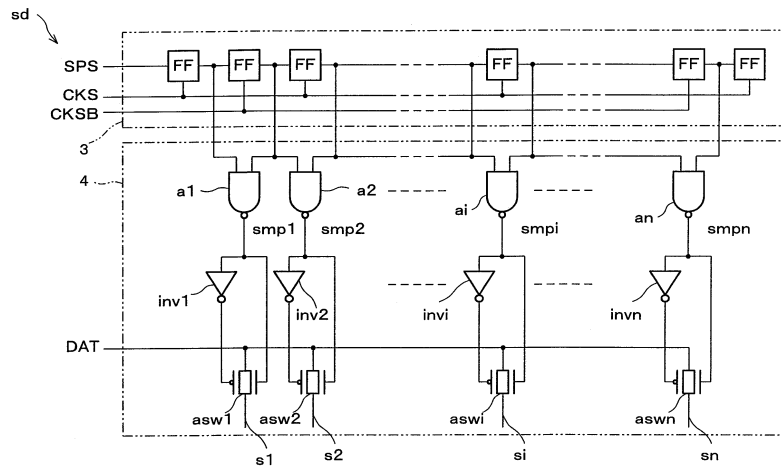 sd
SPS FF FF FF FF FF FF
CKS
CKSB
3
4
a1 a2 ai an
smp1 smp2 smpi smpn
inv1 inv2 invi invn
DAT
asw1 asw2 aswi aswn
s1 s2 si sn